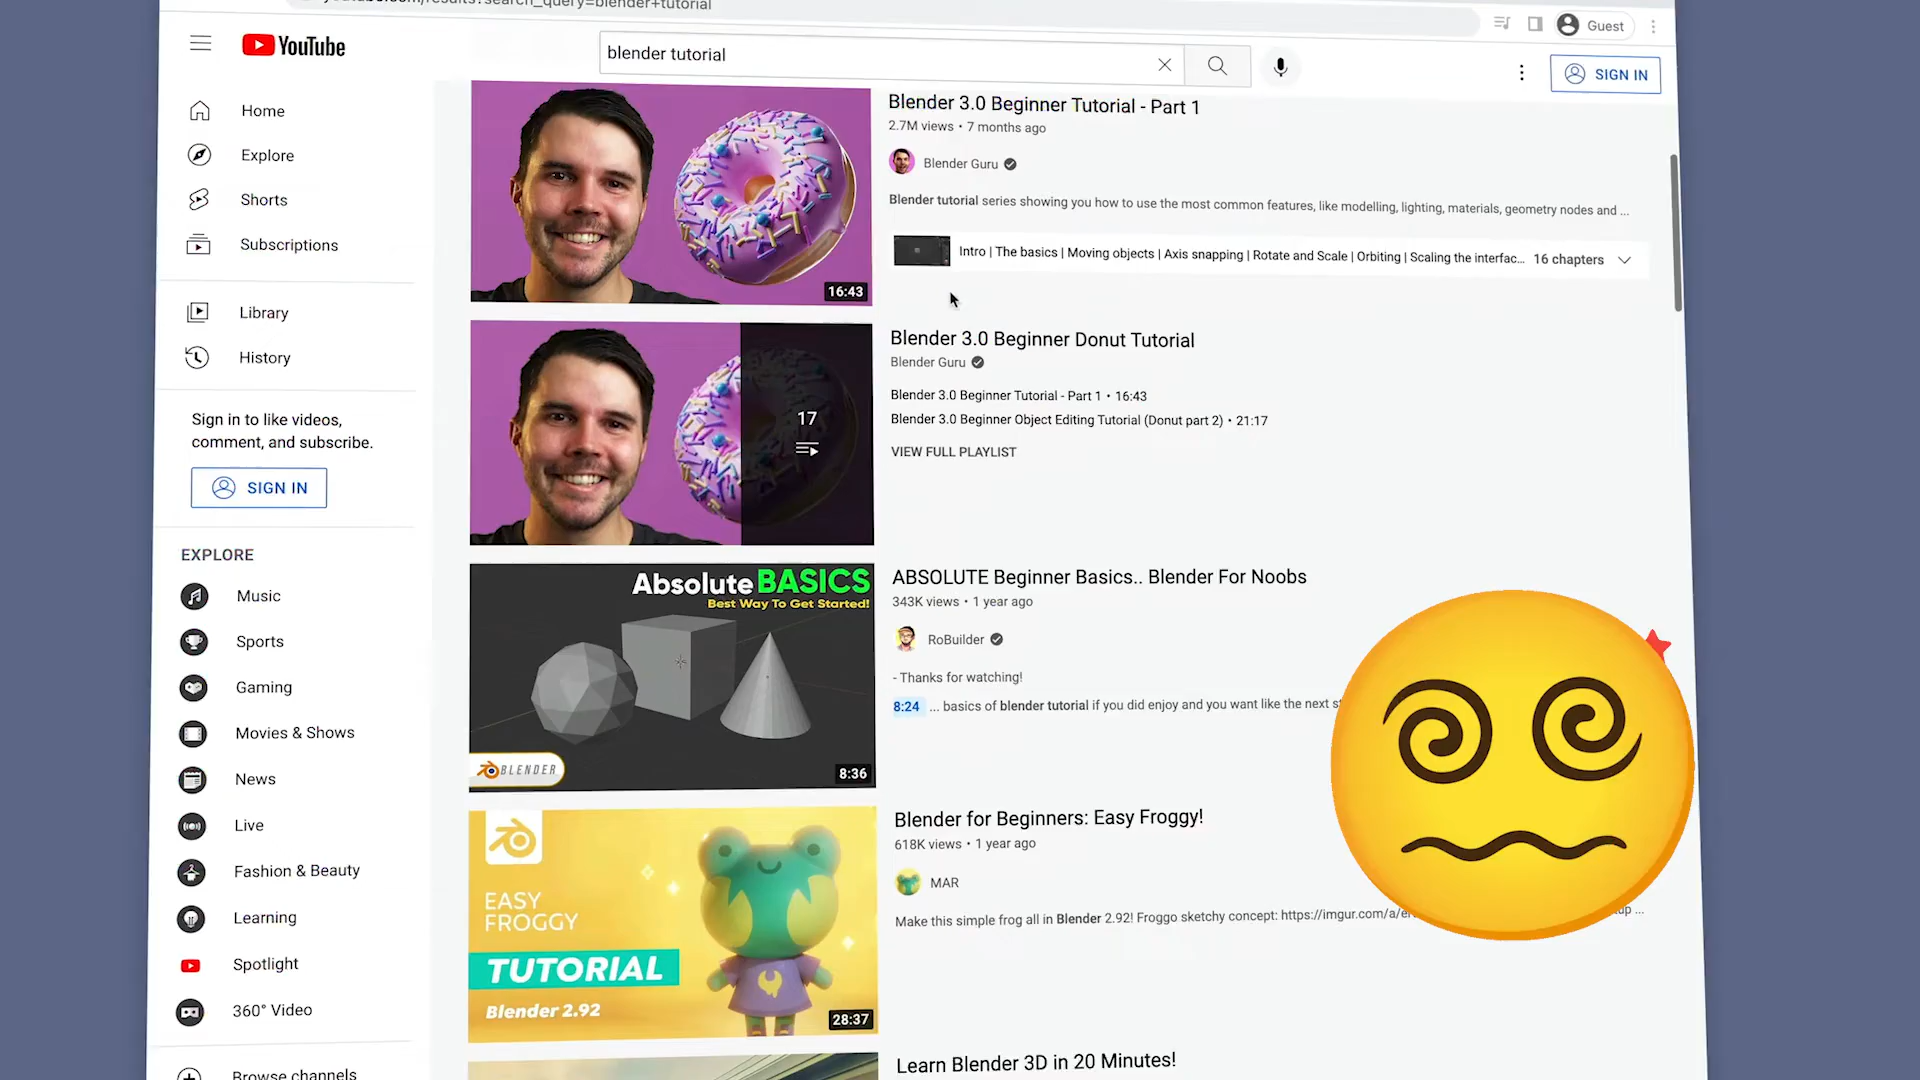 Guest
YouTube
blender tutorial
SIGN IN
Home
Explore
Shorts
Subscriptions
Library
History
Sign in to like videos,
comment, and subscribe.
SIGN IN
EXPLORE
Music
Sports
Gaming
Movies & Shows
News
Live
Fashion & Beauty
Learning
Spotlight
360° Video
Browse channels
16:43
Blender 3.0 Beginner Tutorial - Part 1
2.7M views • 7 months ago
Blender Guru
Blender tutorial series showing you how to use the most common features, like modelling, lighting, materials, geometry nodes and ...
Intro | The basics | Moving objects | Axis snapping | Rotate and Scale | Orbiting | Scaling the interfac... 16 chapters
17
Blender 3.0 Beginner Donut Tutorial
Blender Guru
Blender 3.0 Beginner Tutorial - Part 1 • 16:43
Blender 3.0 Beginner Object Editing Tutorial (Donut part 2) • 21:17
VIEW FULL PLAYLIST
Absolute BASICS
Best Way To Get Started!
BLENDER
8:36
ABSOLUTE Beginner Basics.. Blender For Noobs
343K views • 1 year ago
RoBuilder
- Thanks for watching!
8:24 ... basics of blender tutorial if you did enjoy and you want like the next
EASY
FROGGY
TUTORIAL
Blender 2.92
28:37
Blender for Beginners: Easy Froggy!
618K views • 1 year ago
MAR
Make this simple frog all in Blender 2.92! Froggo sketchy concept: https://imgur.com/a/
Learn Blender 3D in 20 Minutes!